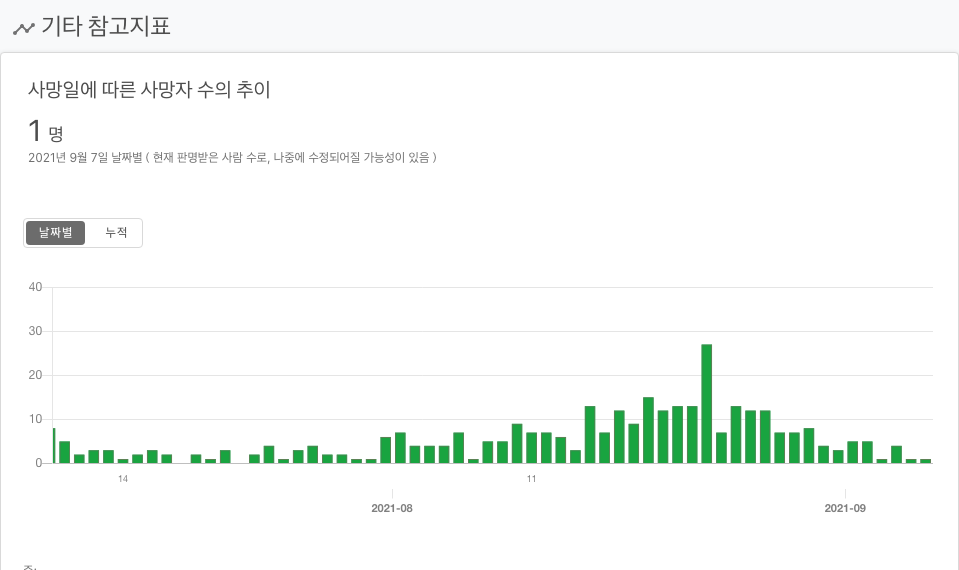 기타 참고지표
사망일에 따른 사망자 수의 추이
1 명
2021년 9월 7일 날짜별 ( 현재 판명받은 사람 수로, 나중에 수정되어질 가능성이 있음 )
날짜별 누적
40
30
20
10
0
14 11
2021-08 2021-09